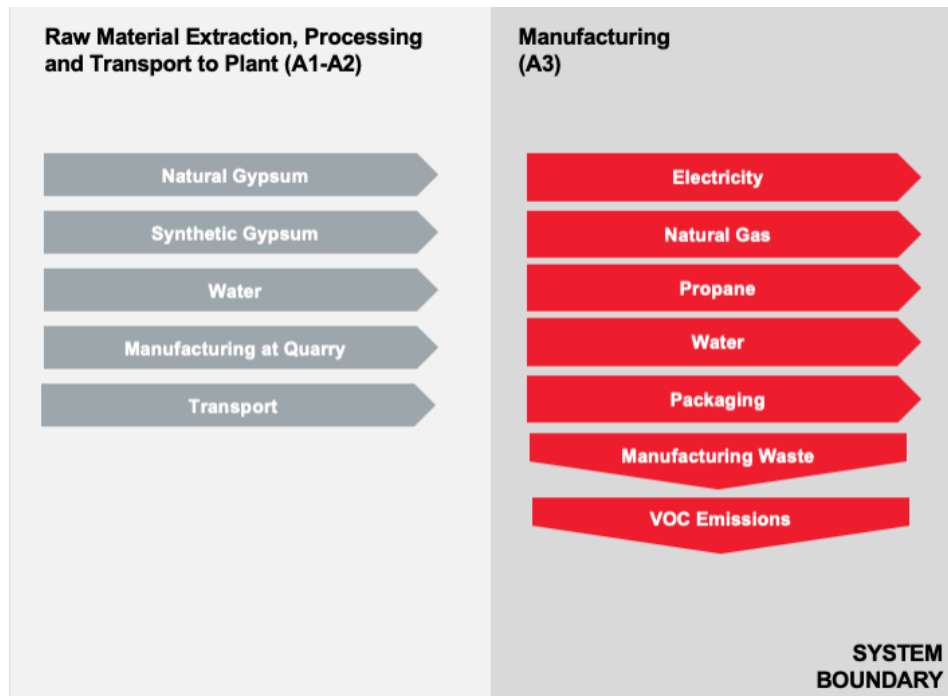 Raw Material Extraction, Processing
and Transport to Plant (A1-A2)
Natural Gypsum
Synthetic Gypsum
Water
Manufacturing at Quarry
Transport
Manufacturing
(A3)
Electricity
Natural Gas
Propane
Water
Packaging
Manufacturing Waste
VOC Emissions
SYSTEM
BOUNDARY